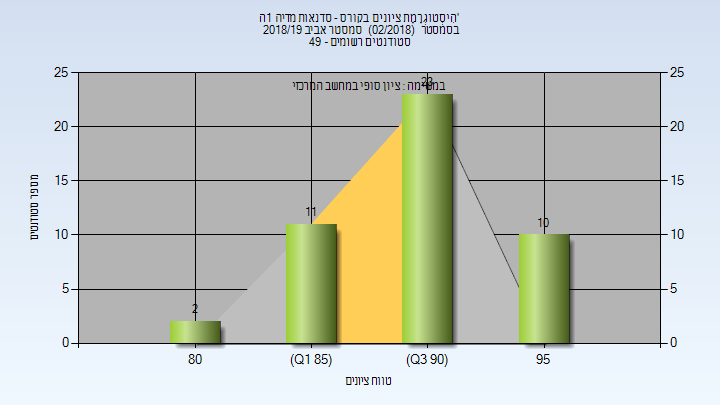 היסטוגרמת ציונים בקורס - סדנאות מדיה 1ה'
בסמסטר (02/2018) סמסטר אביב 2018/19
סטודנטים רשומים - 49
במשימה: ציון סופי במחשב המרכזי
25
20
15
10
5
0
25
20
15
10
5
0
2
11
23
10
80
(Q1 85)
(Q3 90)
95
מספר סטודנטים
טווח ציונים